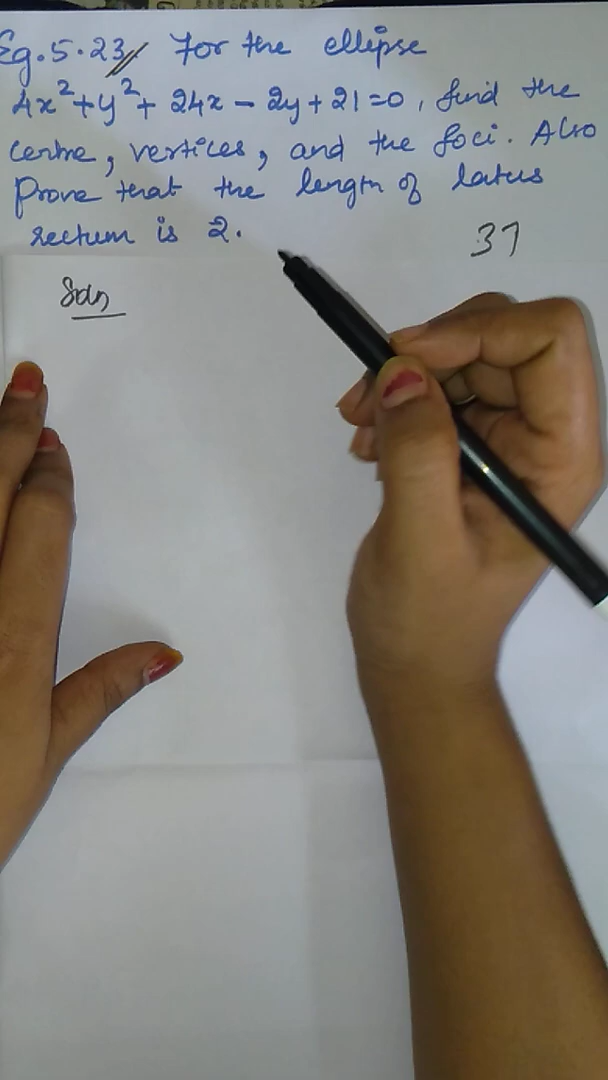 Eg. 5.23 For the ellipse
4x²+y²+ 24x - 2y + 21 = 0, find the
centre, vertices, and the foci. Also
Prove that the length of latus
rectum is 2.
37
Soln